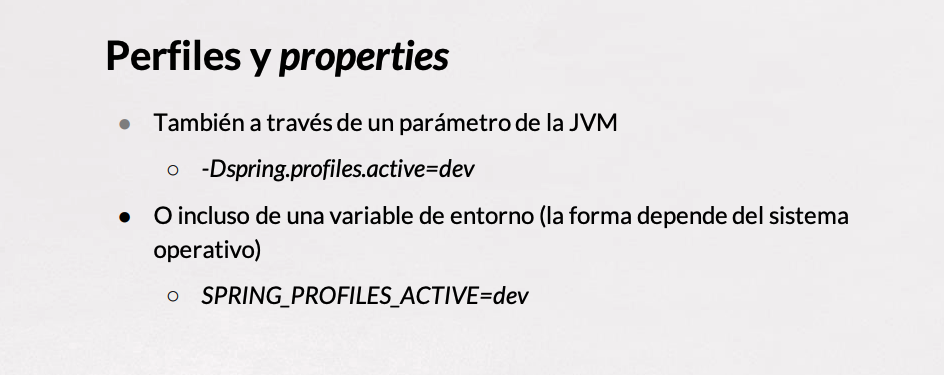 Perfiles y properties
● También a través de un parámetro de la JVM
○ -Dspring.profiles.active=dev
● O incluso de una variable de entorno (la forma depende del sistema
operativo)
○ SPRING_PROFILES_ACTIVE=dev